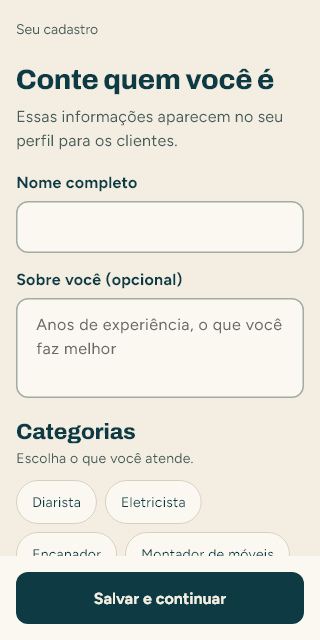 Seu cadastro
Conte quem você é
Essas informações aparecem no seu
perfil para os clientes.
Nome completo
Sobre você (opcional)
Anos de experiência, o que você
faz melhor
Categorias
Escolha o que você atende.
Diarista
Eletricista
Encanador
Montador de móveis
Salvar e continuar